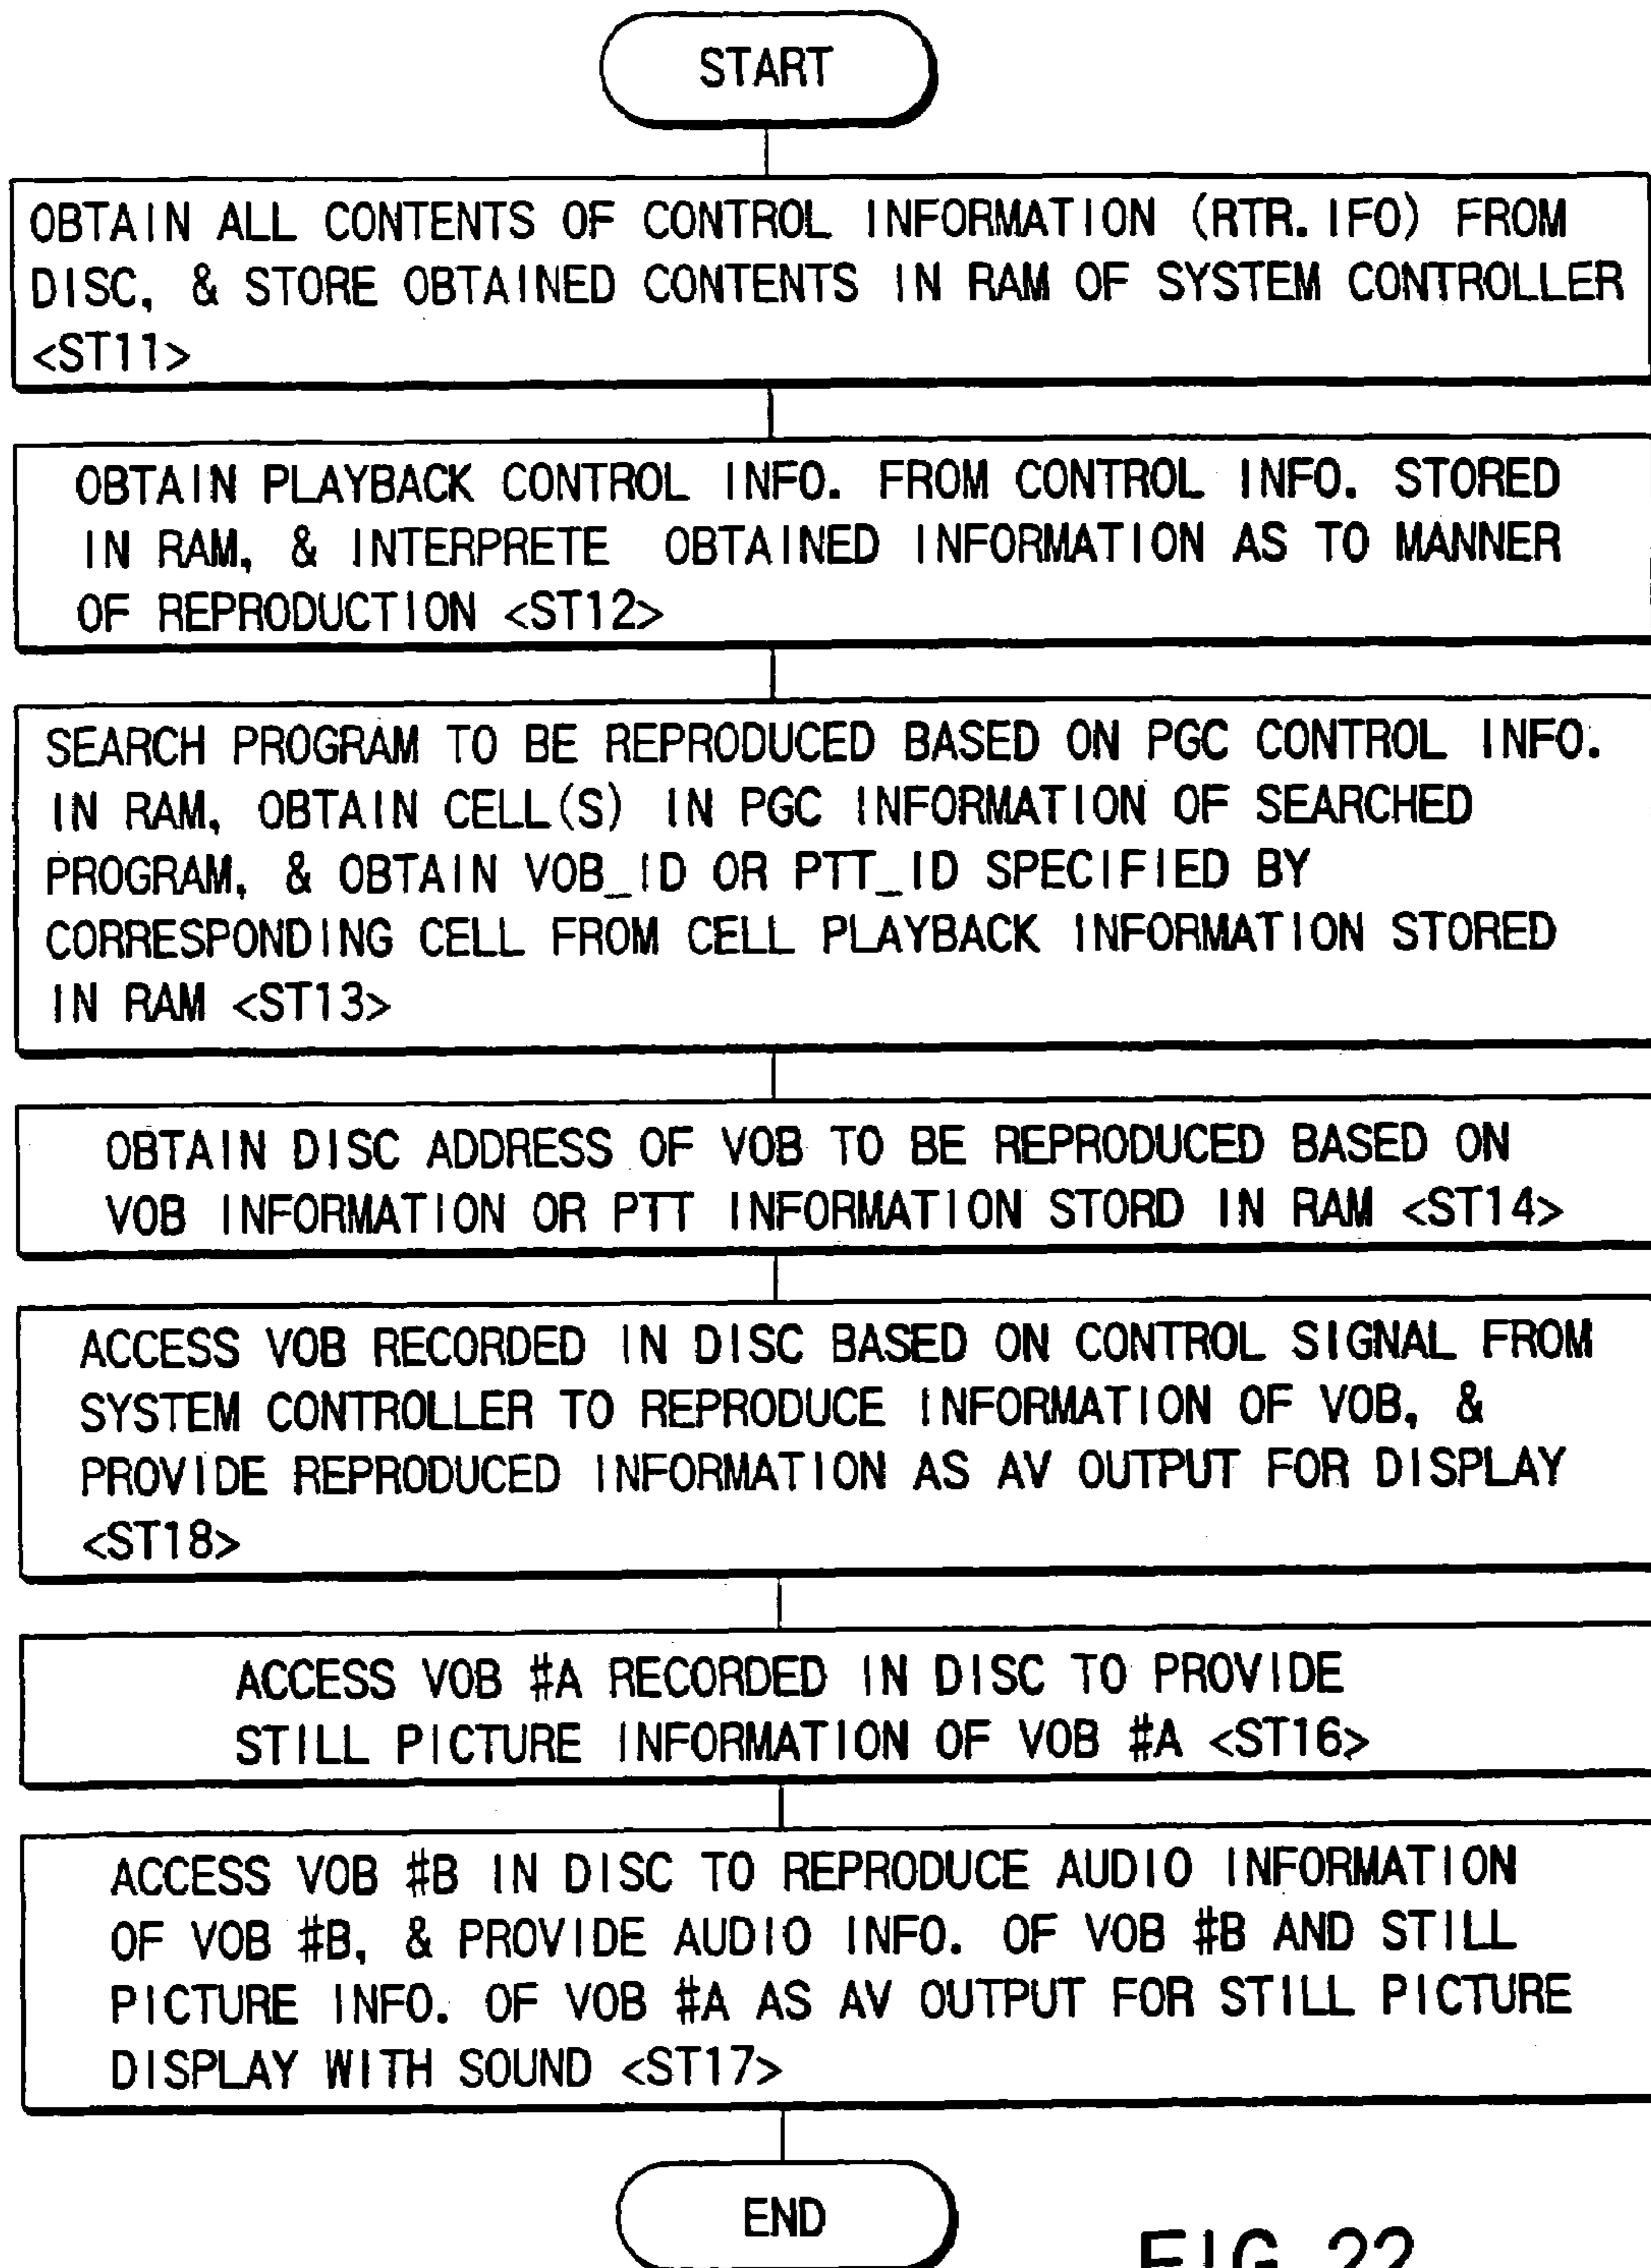 START
OBTAIN ALL CONTENTS OF CONTROL INFORMATION (RTR.IFO) FROM
DISC, & STORE OBTAINED CONTENTS IN RAM OF SYSTEM CONTROLLER
<ST11>
OBTAIN PLAYBACK CONTROL INFO. FROM CONTROL INFO. STORED
IN RAM, & INTERPRETE OBTAINED INFORMATION AS TO MANNER
OF REPRODUCTION <ST12>
SEARCH PROGRAM TO BE REPRODUCED BASED ON PGC CONTROL INFO.
IN RAM, OBTAIN CELL(S) IN PGC INFORMATION OF SEARCHED
PROGRAM, & OBTAIN VOB_ID OR PTT_ID SPECIFIED BY
CORRESPONDING CELL FROM CELL PLAYBACK INFORMATION STORED
IN RAM <ST13>
OBTAIN DISC ADDRESS OF VOB TO BE REPRODUCED BASED ON
VOB INFORMATION OR PTT INFORMATION STORD IN RAM <ST14>
ACCESS VOB RECORDED IN DISC BASED ON CONTROL SIGNAL FROM
SYSTEM CONTROLLER TO REPRODUCE INFORMATION OF VOB, &
PROVIDE REPRODUCED INFORMATION AS AV OUTPUT FOR DISPLAY
<ST18>
ACCESS VOB #A RECORDED IN DISC TO PROVIDE
STILL PICTURE INFORMATION OF VOB #A <ST16>
ACCESS VOB #B IN DISC TO REPRODUCE AUDIO INFORMATION
OF VOB #B, & PROVIDE AUDIO INFO. OF VOB #B AND STILL
PICTURE INFO. OF VOB #A AS AV OUTPUT FOR STILL PICTURE
DISPLAY WITH SOUND <ST17>
END
FIG. 22